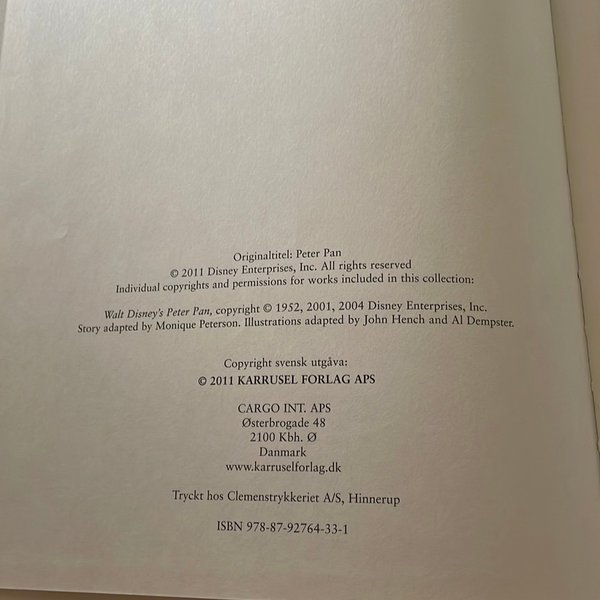 Originaltitel: Peter Pan
© 2011 Disney Enterprises, Inc. All rights reserved
Individual copyrights and permissions for works included in this collection:
Walt Disney's Peter Pan, copyright © 1952, 2001, 2004 Disney Enterprises, Inc.
Story adapted by Monique Peterson. Illustrations adapted by John Hench and Al Dempster.
Copyright svensk utgåva:
© 2011 KARRUSEL FORLAG APS
CARGO INT. APS
Østerbrogade 48
2100 Kbh. Ø
Danmark
www.karruselforlag.dk
Tryckt hos Clemenstrykkeriet A/S, Hinnerup
ISBN 978-87-92764-33-1